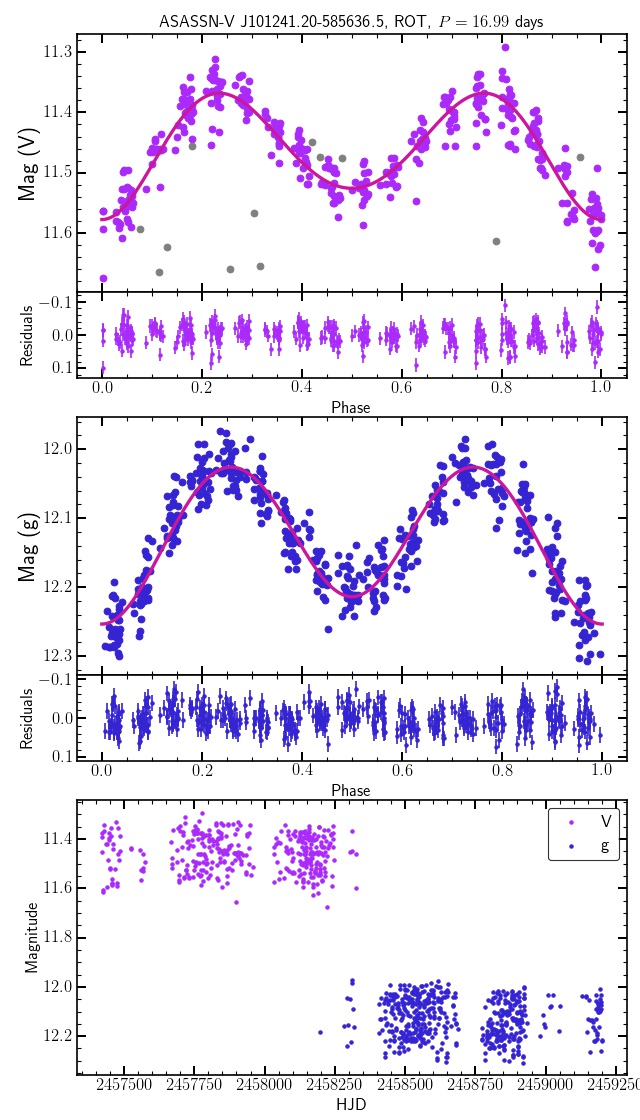 ASASSN-V J101241.20-585636.5, ROT, P = 16.99 days
11.3
11.4
11.5
11.6
Mag (V)
−0.1
0.0
0.1
Residuals
0.0 0.2 0.4 0.6 0.8 1.0
Phase
12.0
12.1
12.2
12.3
Mag (g)
−0.1
0.0
0.1
Residuals
0.0 0.2 0.4 0.6 0.8 1.0
Phase
V
g
11.4
11.6
11.8
12.0
12.2
Magnitude
2457500 2457750 2458000 2458250 2458500 2458750 2459000 2459250
HJD